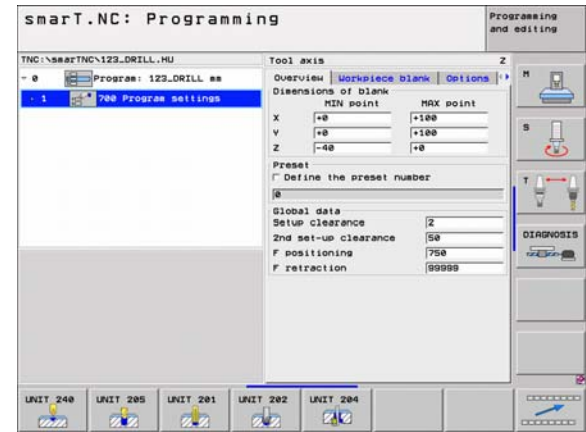 smarT.NC: Programming
Programming and editing
TNC:\smarTNC\123_DRILL.HU
- 0 Program: 123_DRILL mm
- 1 700 Program settings
Tool axis Z
Overview Workpiece blank Options
Dimensions of blank
MIN point MAX point
X +0 +100
Y +0 +100
Z -40 +0
Preset
Define the preset number
0
Global data
Setup clearance 2
2nd set-up clearance 50
F positioning 750
F retraction 99999
M
S
T
DIAGNOSIS
UNIT 240 UNIT 205 UNIT 201 UNIT 202 UNIT 204